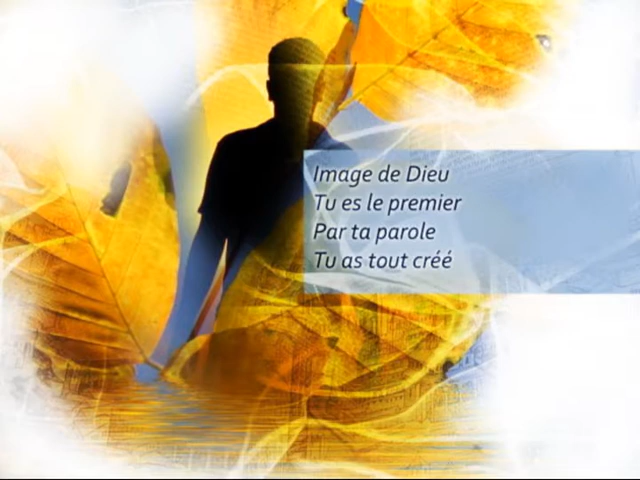 Image de Dieu
Tu es le premier
Par ta parole
Tu as tout créé